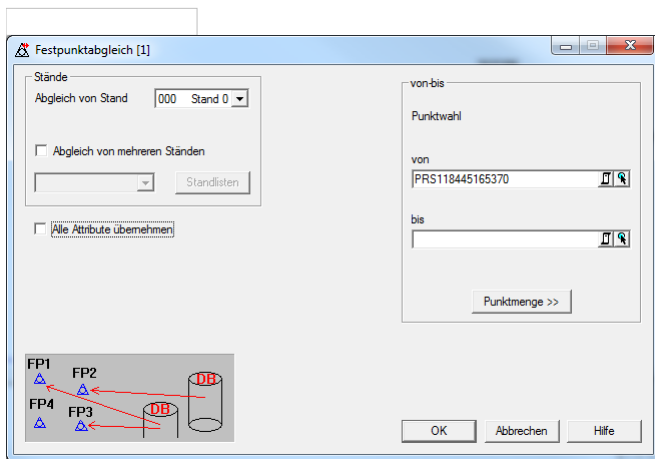 Festpunktabgleich [1]
Stände
Abgleich von Stand
000 Stand 0
Abgleich von mehreren Ständen
Standlisten
Alle Attribute übernehmen
von-bis
Punktwahl
von
PRS118445165370
bis
Punktmenge >>
FP1
FP2
DB
FP4
FP3
DB
OK
Abbrechen
Hilfe